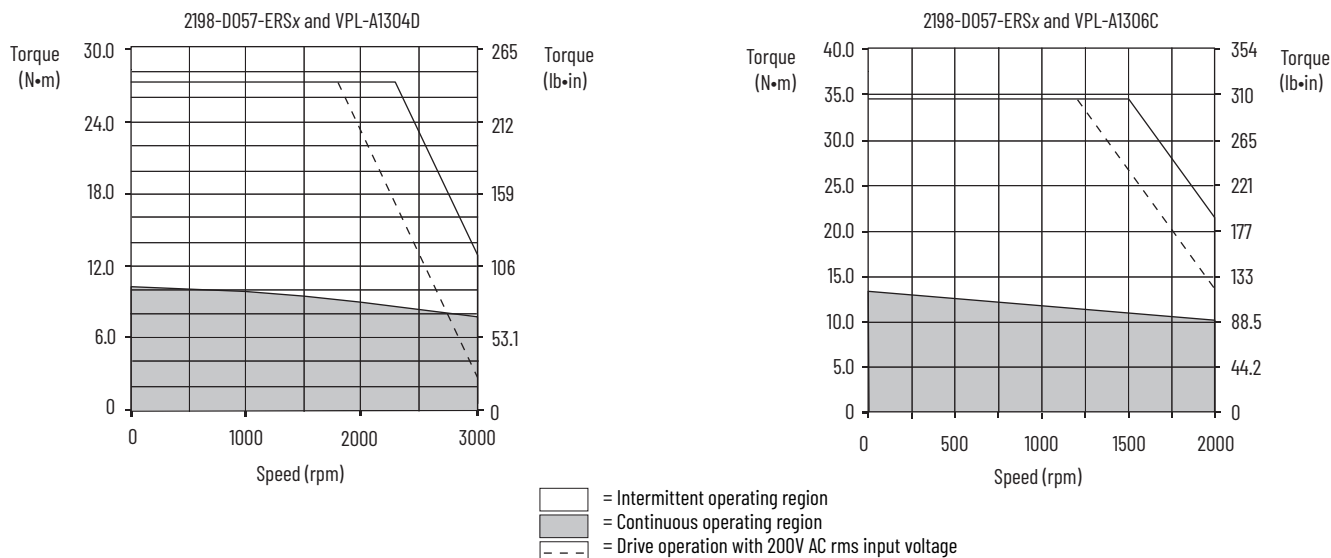 2198-D057-ERSx and VPL-A1304D
Torque
(N•m)
30.0
24.0
18.0
12.0
6.0
0
265
212
159
106
53.1
0
Torque
(lb•in)
0
1000
2000
3000
Speed (rpm)
2198-D057-ERSx and VPL-A1306C
Torque
(N•m)
40.0
35.0
30.0
25.0
20.0
15.0
10.0
5.0
0
354
310
265
221
177
133
88.5
44.2
0
Torque
(lb•in)
0
500
1000
1500
2000
Speed (rpm)
= Intermittent operating region
= Continuous operating region
= Drive operation with 200V AC rms input voltage